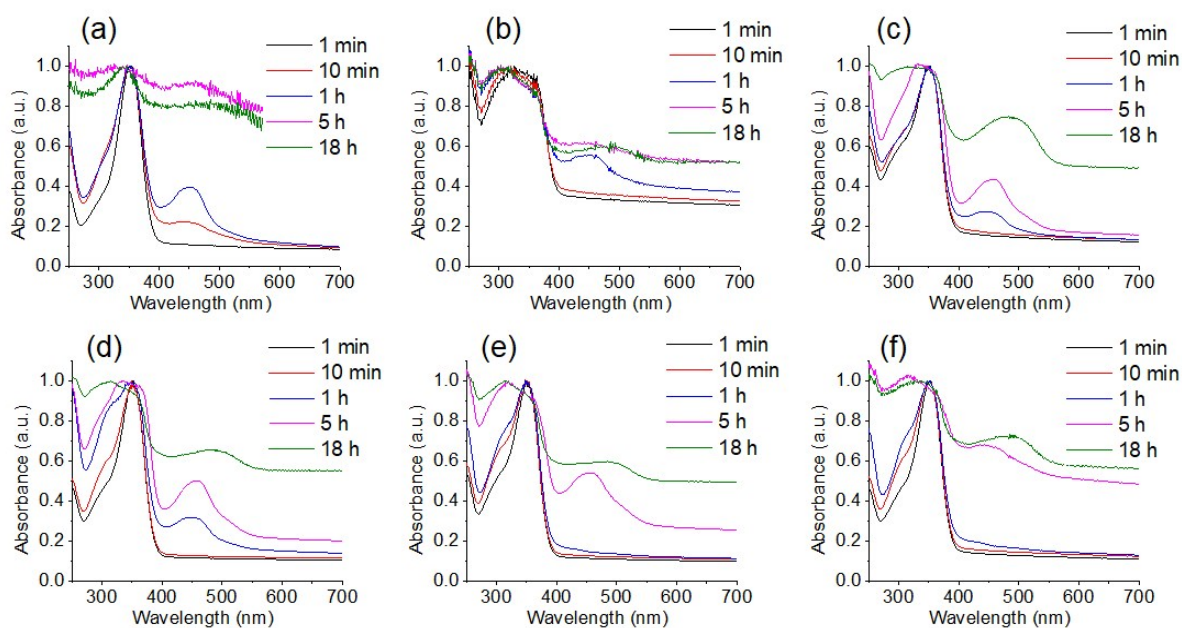 (a)
1 min
10 min
1 h
5 h
18 h
Absorbance (a.u.)
1.0
0.8
0.6
0.4
0.2
0.0
300 400 500 600 700
Wavelength (nm)
(b)
1 min
10 min
1 h
5 h
18 h
Absorbance (a.u.)
1.0
0.8
0.6
0.4
0.2
0.0
300 400 500 600 700
Wavelength (nm)
(c)
1 min
10 min
1 h
5 h
18 h
Absorbance (a.u.)
1.0
0.8
0.6
0.4
0.2
0.0
300 400 500 600 700
Wavelength (nm)
(d)
1 min
10 min
1 h
5 h
18 h
Absorbance (a.u.)
1.0
0.8
0.6
0.4
0.2
0.0
300 400 500 600 700
Wavelength (nm)
(e)
1 min
10 min
1 h
5 h
18 h
Absorbance (a.u.)
1.0
0.8
0.6
0.4
0.2
0.0
300 400 500 600 700
Wavelength (nm)
(f)
1 min
10 min
1 h
5 h
18 h
Absorbance (a.u.)
1.0
0.8
0.6
0.4
0.2
0.0
300 400 500 600 700
Wavelength (nm)